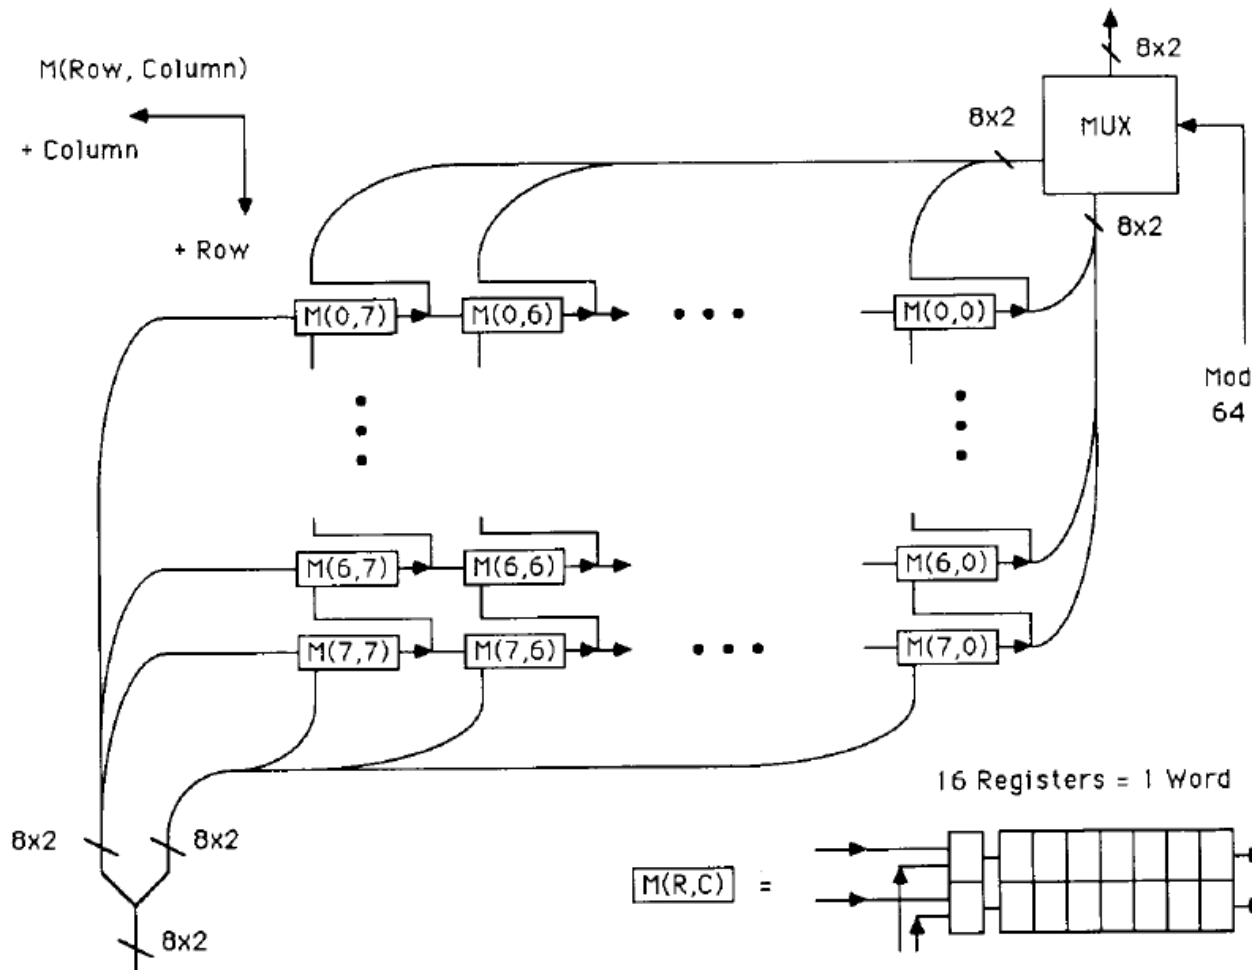 8x2
M(Row, Column)
MUX
8x2
+ Column
8x2
+ Row
M(0,7) M(0,6) • • • M(0,0)
Mod
64
M(6,7) M(6,6) M(6,0)
M(7,7) M(7,6) • • • M(7,0)
16 Registers = 1 Word
8x2 8x2
M(R,C) =
8x2